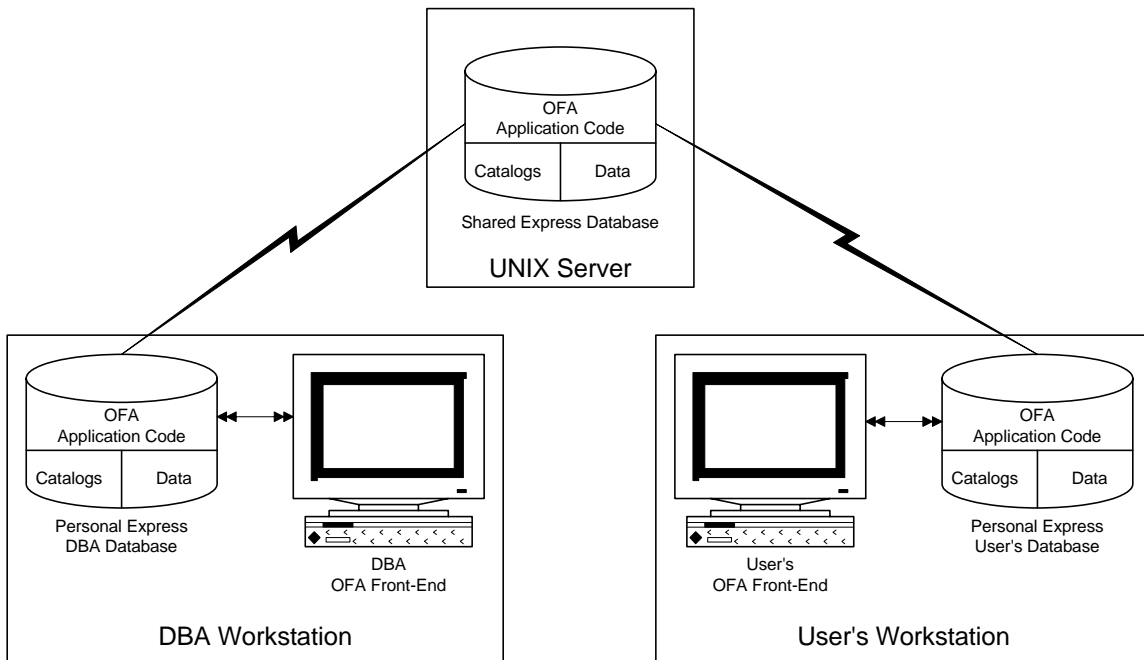 OFA
Application Code
Catalogs
Data
Shared Express Database
UNIX Server
OFA
Application Code
Catalogs
Data
Personal Express
DBA Database
DBA
OFA Front-End
DBA Workstation
User's
OFA Front-End
OFA
Application Code
Catalogs
Data
Personal Express
User's Database
User's Workstation